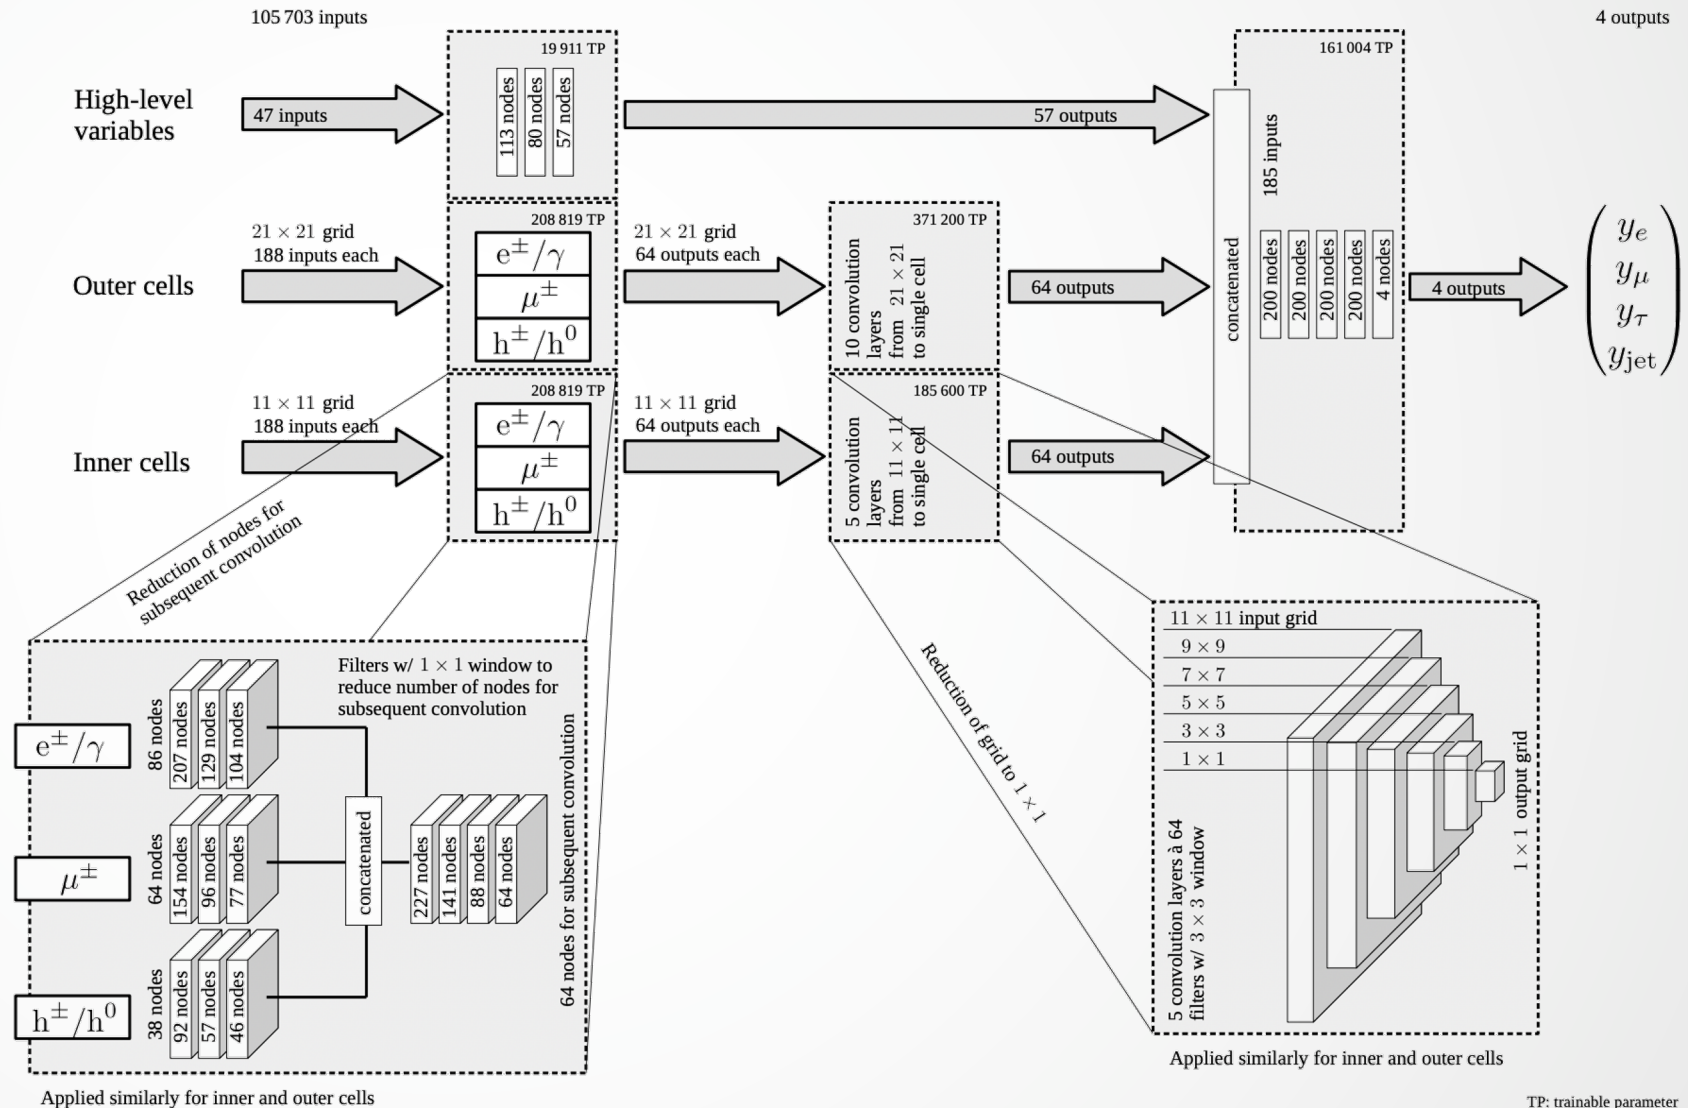 105 703 inputs
4 outputs
High-level
variables
47 inputs
19 911 TP
113 nodes
80 nodes
57 nodes
57 outputs
161 004 TP
185 inputs
concatenated
200 nodes
200 nodes
200 nodes
200 nodes
4 nodes
4 outputs
y_e
y_μ
y_τ
y_jet
Outer cells
21 × 21 grid
188 inputs each
208 819 TP
e±/γ
μ±
h±/h⁰
21 × 21 grid
64 outputs each
371 200 TP
10 convolution
layers
from 21 × 21
to single cell
64 outputs
Inner cells
11 × 11 grid
188 inputs each
208 819 TP
e±/γ
μ±
h±/h⁰
11 × 11 grid
64 outputs each
185 600 TP
5 convolution
layers
from 11 × 11
to single cell
64 outputs
Reduction of nodes for
subsequent convolution
Filters w/ 1 × 1 window to
reduce number of nodes for
subsequent convolution
e±/γ
86 nodes
207 nodes
129 nodes
104 nodes
μ±
64 nodes
154 nodes
96 nodes
77 nodes
h±/h⁰
38 nodes
92 nodes
57 nodes
46 nodes
concatenated
227 nodes
141 nodes
88 nodes
64 nodes
64 nodes for subsequent convolution
Applied similarly for inner and outer cells
Reduction of grid to 1 × 1
11 × 11 input grid
9 × 9
7 × 7
5 × 5
3 × 3
1 × 1
5 convolution layers à 64
filters w/ 3 × 3 window
1 × 1 output grid
Applied similarly for inner and outer cells
TP: trainable parameter